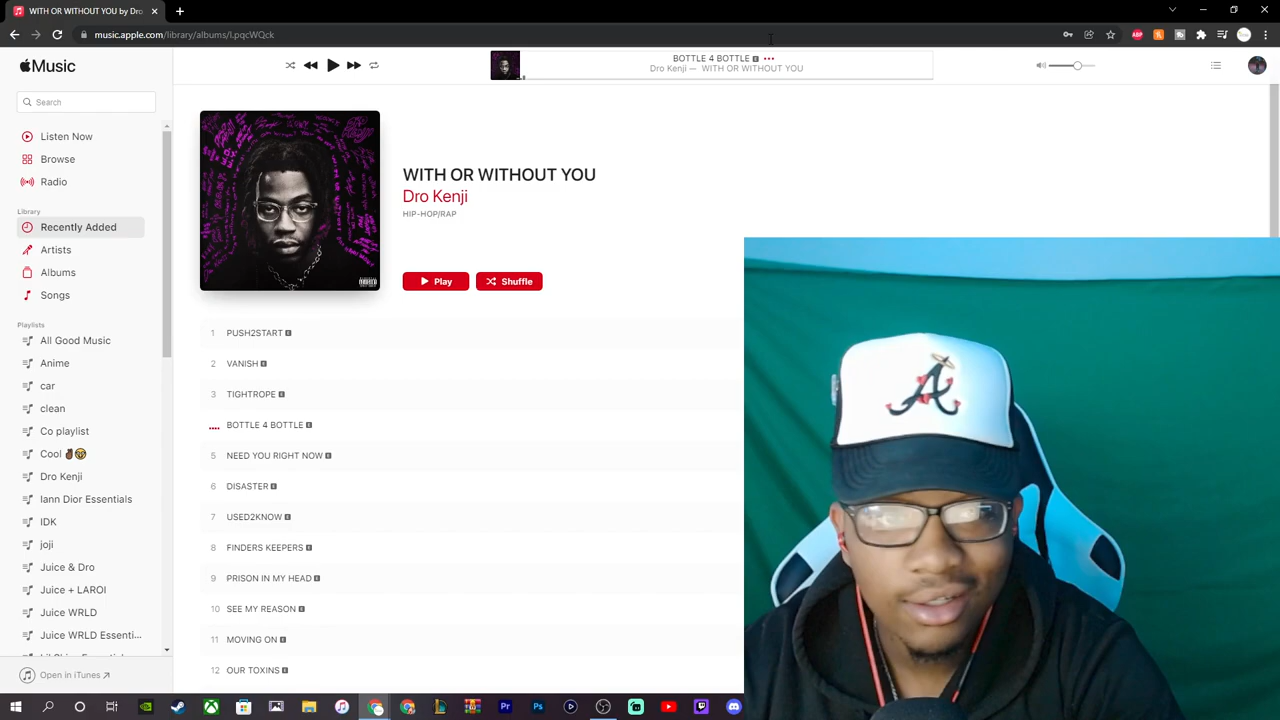 WITH OR WITHOUT YOU by Dro
music.apple.com/library/albums/l.pqcWQck
Music
BOTTLE 4 BOTTLE E
Dro Kenji — WITH OR WITHOUT YOU
Search
Listen Now
Browse
Radio
Library
Recently Added
Artists
Albums
Songs
Playlists
All Good Music
Anime
car
clean
Co playlist
Cool
Dro Kenji
Iann Dior Essentials
IDK
joji
Juice & Dro
Juice + LAROI
Juice WRLD
Juice WRLD Essenti...
Open in iTunes
WITH OR WITHOUT YOU
Dro Kenji
HIP-HOP/RAP
Play
Shuffle
1 PUSH2START E
2 VANISH E
3 TIGHTROPE E
BOTTLE 4 BOTTLE E
5 NEED YOU RIGHT NOW E
6 DISASTER E
7 USED2KNOW E
8 FINDERS KEEPERS E
9 PRISON IN MY HEAD E
10 SEE MY REASON E
11 MOVING ON E
12 OUR TOXINS E
A
ABP
Pr
Ps